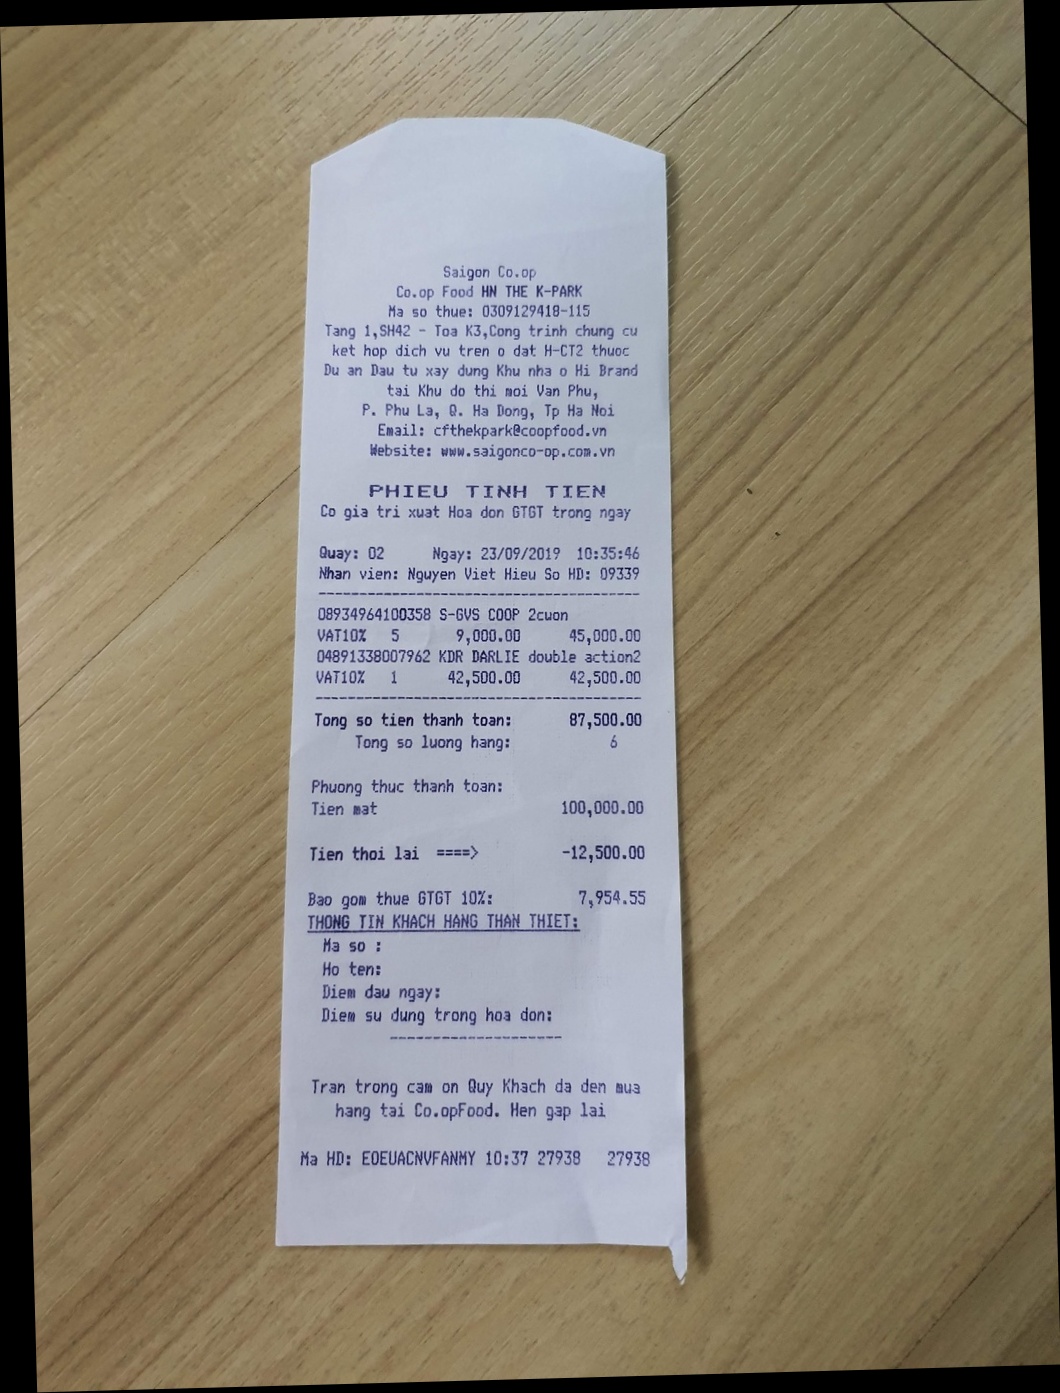 Saigon Co.op
Co.op Food HN THE K-PARK
Ma so thue: 0309129418-115
Tang 1,SH42 - Toa K3,Cong trinh chung cu
ket hop dich vu tren o dat H-CT2 thuoc
Du an Dau tu xay dung Khu nha o Hi Brand
tai Khu do thi moi Van Phu,
P. Phu La, Q. Ha Dong, Tp Ha Noi
Email: cfthekpark@coopfood.vn
Website: www.saigonco-op.com.vn
PHIEU TINH TIEN
Co gia tri xuat Hoa don GTGT trong ngay
Quay: 02 Ngay: 23/09/2019 10:35:46
Nhan vien: Nguyen Viet Hieu So HD: 09339
----------------------------------------
08934964100358 S-GVS COOP 2cuon
VAT10% 5 9,000.00 45,000.00
04891338007962 KDR DARLIE double action2
VAT10% 1 42,500.00 42,500.00
----------------------------------------
Tong so tien thanh toan: 87,500.00
Tong so luong hang: 6
Phuong thuc thanh toan:
Tien mat 100,000.00
Tien thoi lai ====> -12,500.00
Bao gom thue GTGT 10%: 7,954.55
THONG TIN KHACH HANG THAN THIET:
Ma so :
Ho ten:
Diem dau ngay:
Diem su dung trong hoa don:
--------------------
Tran trong cam on Quy Khach da den mua
hang tai Co.opFood. Hen gap lai
Ma HD: EOEUACNVFANMY 10:37 27938 27938